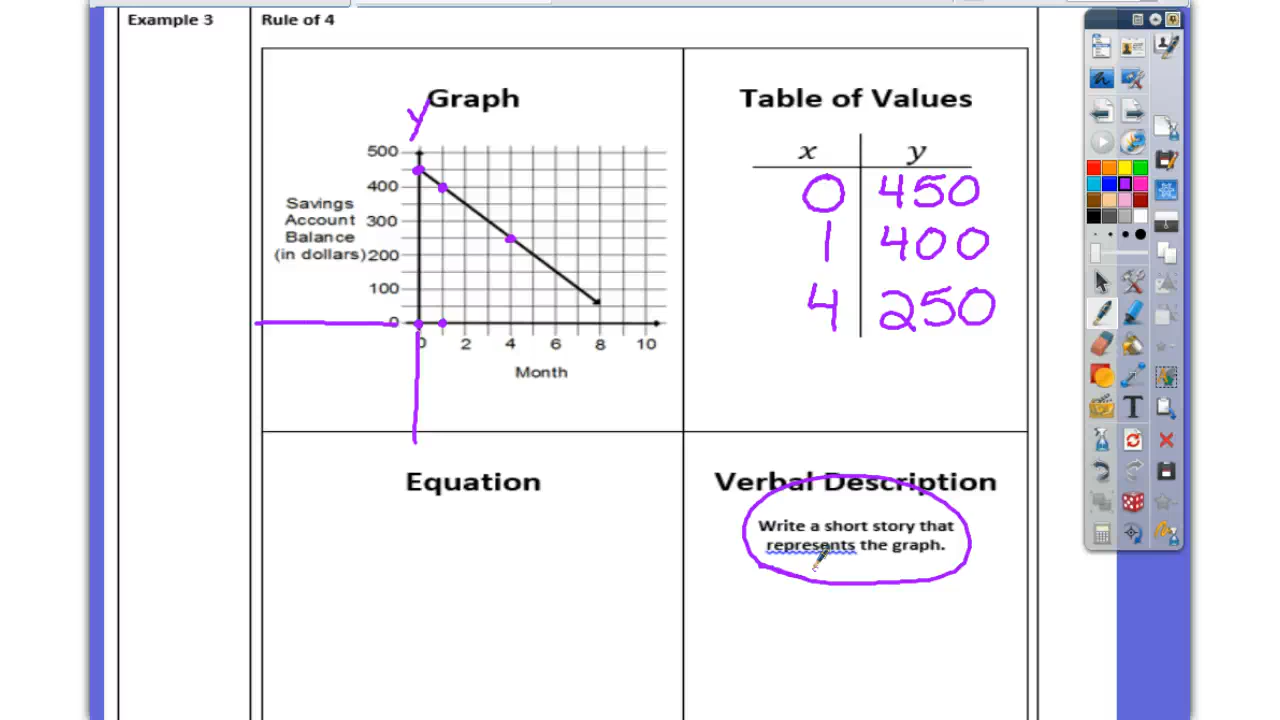 Example 3
Rule of 4
Graph
y
500
400
300
200
100
0
Savings
Account
Balance
(in dollars)
0 2 4 6 8 10
Month
Table of Values
x y
0 450
1 400
4 250
Equation
Verbal Description
Write a short story that
represents the graph.
T